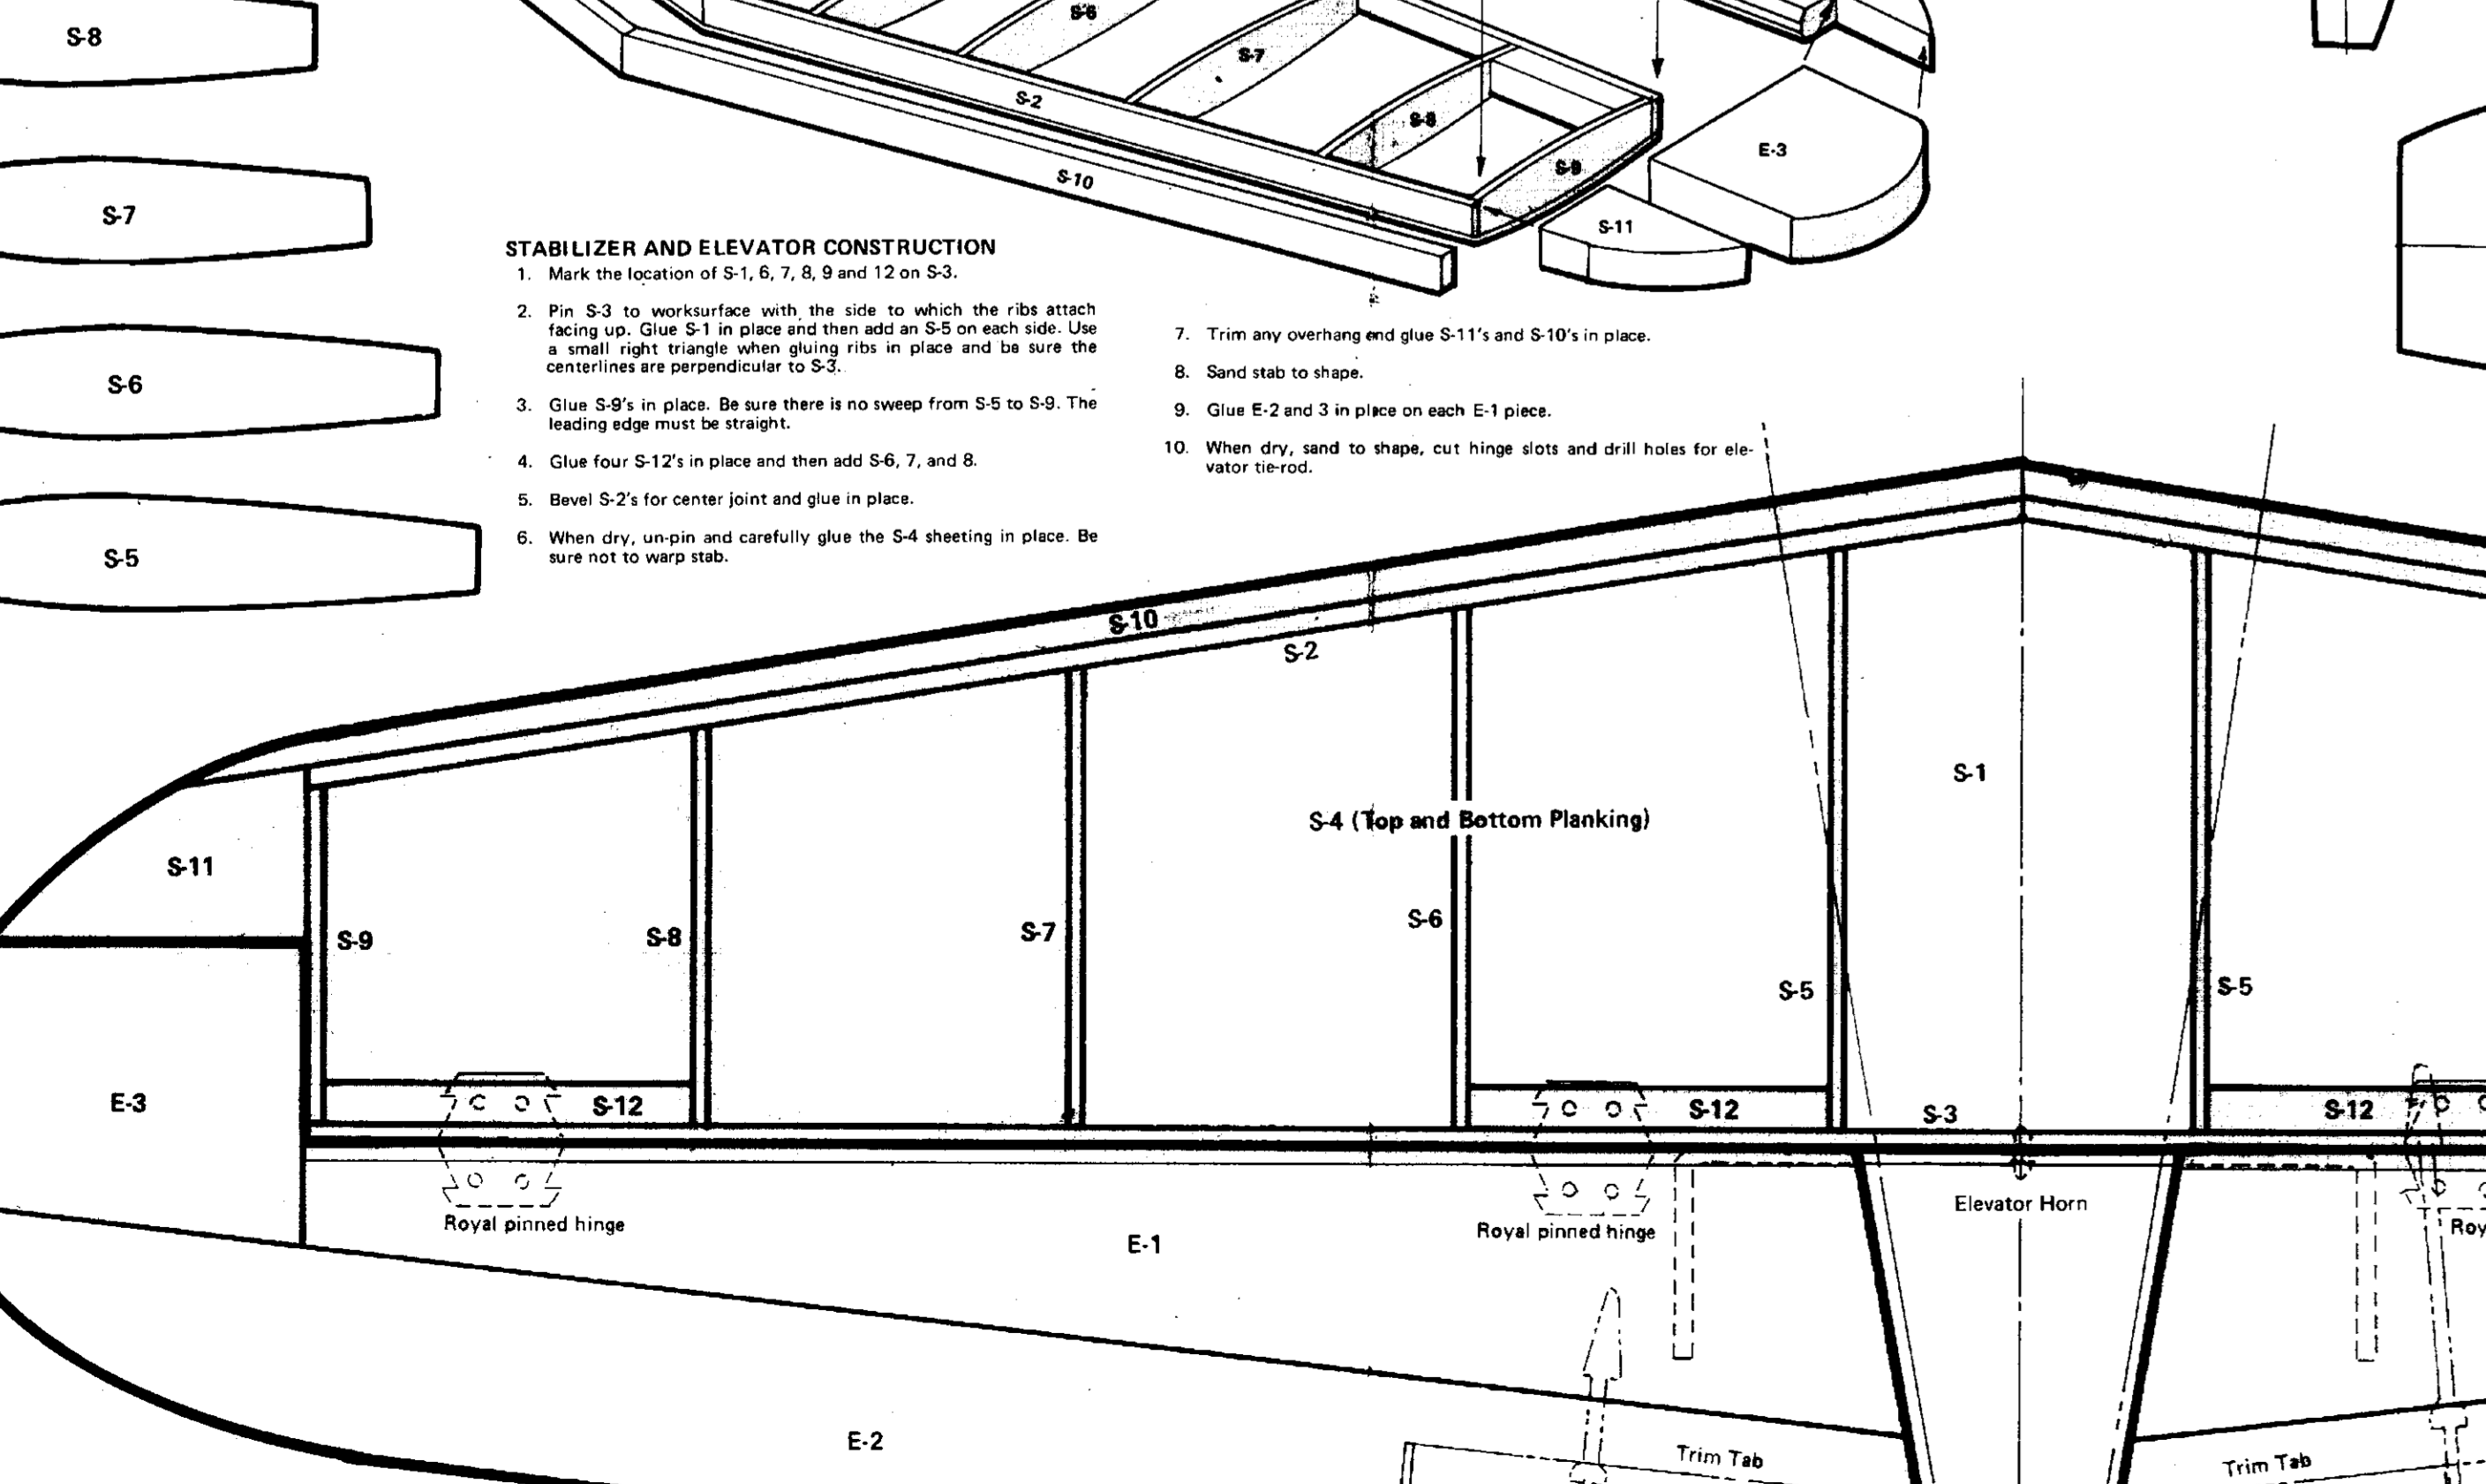 S-8
S-6
S-7
S-2
S-8
E-3
S-9
S-10
S-7
S-11
STABILIZER AND ELEVATOR CONSTRUCTION
1. Mark the location of S-1, 6, 7, 8, 9 and 12 on S-3.
2. Pin S-3 to worksurface with the side to which the ribs attach
facing up. Glue S-1 in place and then add an S-5 on each side. Use
a small right triangle when gluing ribs in place and be sure the
centerlines are perpendicular to S-3.
3. Glue S-9's in place. Be sure there is no sweep from S-5 to S-9. The
leading edge must be straight.
4. Glue four S-12's in place and then add S-6, 7, and 8.
5. Bevel S-2's for center joint and glue in place.
6. When dry, un-pin and carefully glue the S-4 sheeting in place. Be
sure not to warp stab.
7. Trim any overhang and glue S-11's and S-10's in place.
8. Sand stab to shape.
9. Glue E-2 and 3 in place on each E-1 piece.
10. When dry, sand to shape, cut hinge slots and drill holes for ele-
vator tie-rod.
S-6
S-5
S-10
S-2
S-1
S-4 (Top and Bottom Planking)
S-11
S-9
S-8
S-7
S-6
S-5
S-5
E-3
S-12
S-12
S-3
S-12
Royal pinned hinge
Royal pinned hinge
Elevator Horn
Roy
E-1
E-2
Trim Tab
Trim Tab